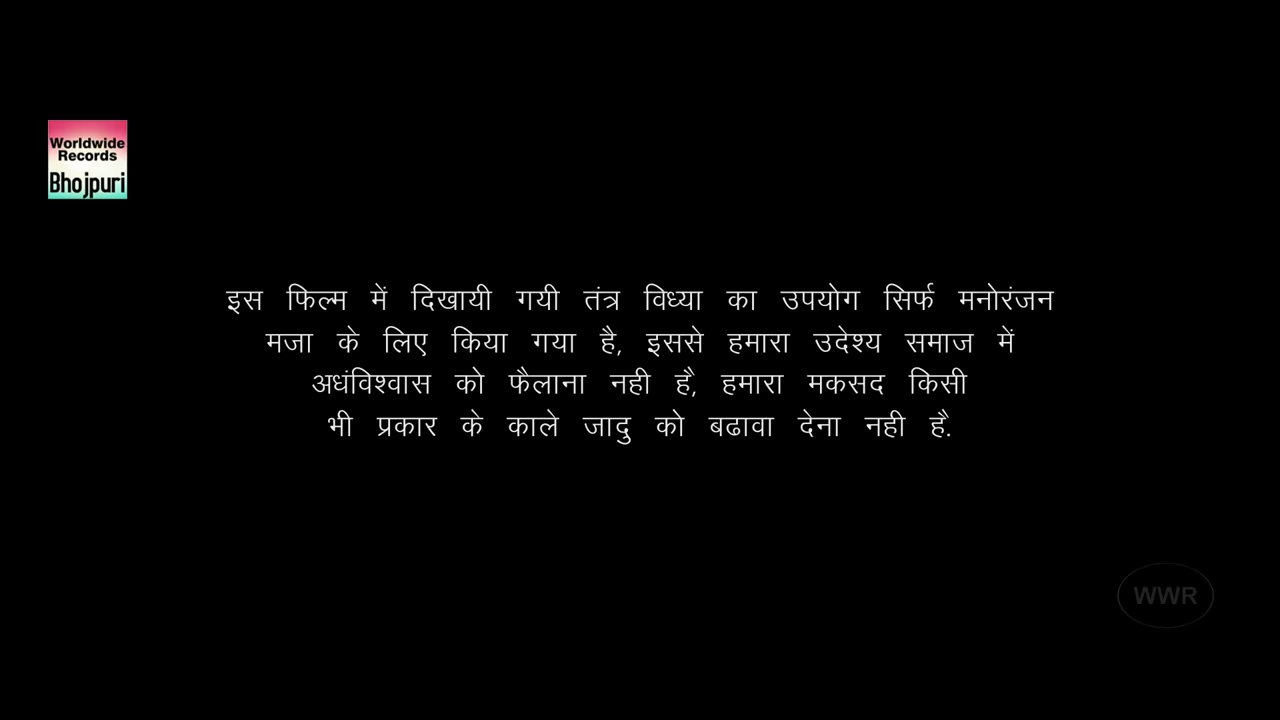 Worldwide
Records
Bhojpuri
इस फिल्म में दिखायी गयी तंत्र विध्या का उपयोग सिर्फ मनोरंजन
मजा के लिए किया गया है, इससे हमारा उदेश्य समाज में
अधंविश्वास को फैलाना नही है, हमारा मकसद किसी
भी प्रकार के काले जादु को बढावा देना नही है.
WWR